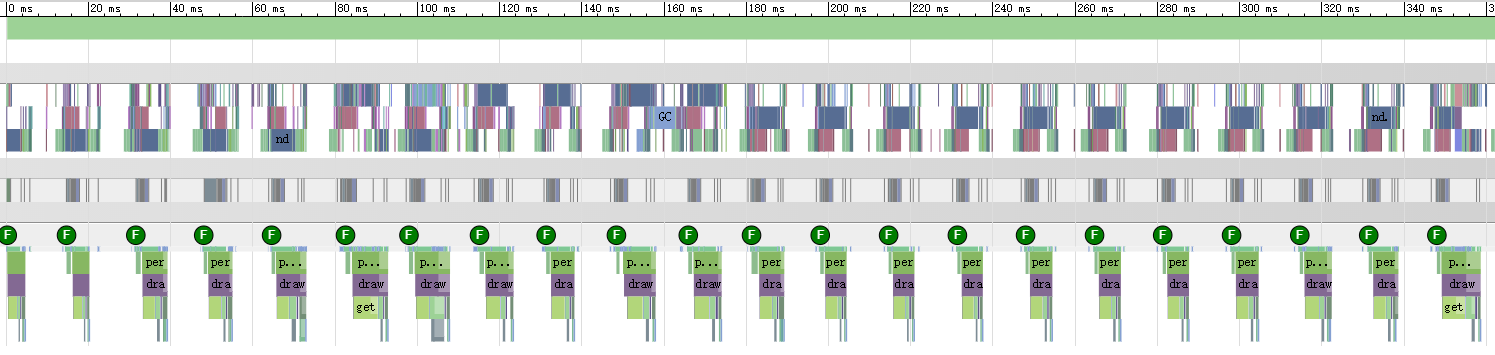 0 ms 20 ms 40 ms 60 ms 80 ms 100 ms 120 ms 140 ms 160 ms 180 ms 200 ms 220 ms 240 ms 260 ms 280 ms 300 ms 320 ms 340 ms 3
GC nd.
nd
F F F F F F F F F F F F F F F F F F F F F F
per per p... p... p... p... per p... p... per per per per per per per per p... per p...
dra dra draw draw draw draw dra draw draw dra dra dra dra dra dra dra dra draw dra draw
get get